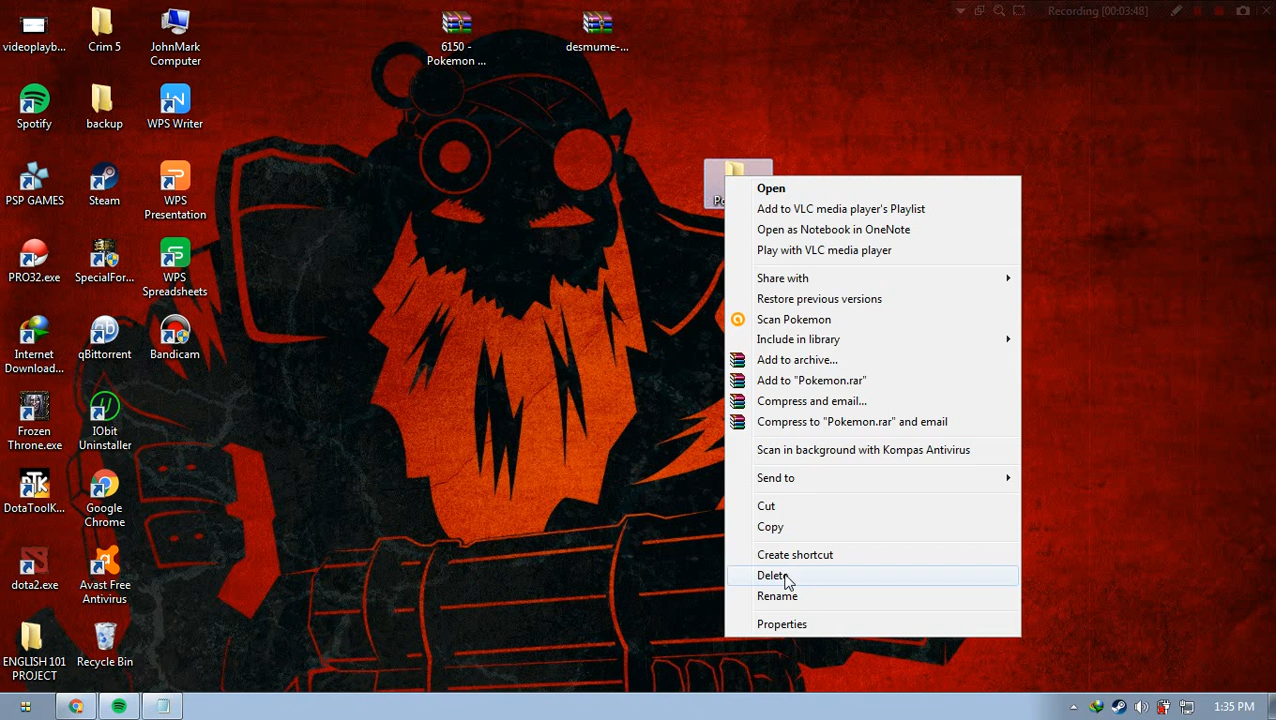 Recording [00:03:48]
videoplayb...
Crim 5
JohnMark
Computer
6150 -
Pokemon ...
desmume-...
Spotify
backup
WPS Writer
PSP GAMES
Steam
WPS
Presentation
PRO32.exe
SpecialFor...
WPS
Spreadsheets
Internet
Download...
qBittorrent
Bandicam
Frozen
Throne.exe
IObit
Uninstaller
DotaToolK...
Google
Chrome
dota2.exe
Avast Free
Antivirus
ENGLISH 101
PROJECT
Recycle Bin
Open
Add to VLC media player's Playlist
Open as Notebook in OneNote
Play with VLC media player
Share with
Restore previous versions
Scan Pokemon
Include in library
Add to archive...
Add to "Pokemon.rar"
Compress and email...
Compress to "Pokemon.rar" and email
Scan in background with Kompas Antivirus
Send to
Cut
Copy
Create shortcut
Delete
Rename
Properties
1:35 PM